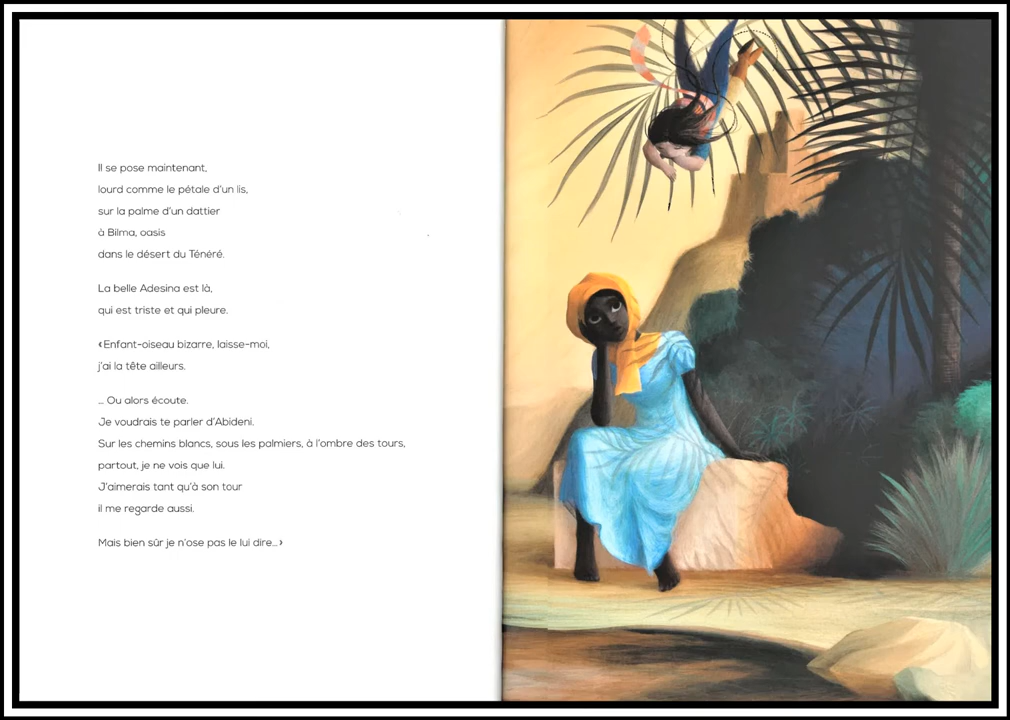 Il se pose maintenant,
lourd comme le pétale d'un lis,
sur la palme d'un dattier
à Bilma, oasis
dans le désert du Ténéré.
La belle Adesina est là,
qui est triste et qui pleure.
«Enfant-oiseau bizarre, laisse-moi,
j'ai la tête ailleurs.
... Ou alors écoute.
Je voudrais te parler d'Abideni.
Sur les chemins blancs, sous les palmiers, à l'ombre des tours,
partout, je ne vois que lui.
J'aimerais tant qu'à son tour
il me regarde aussi.
Mais bien sûr je n'ose pas le lui dire...»